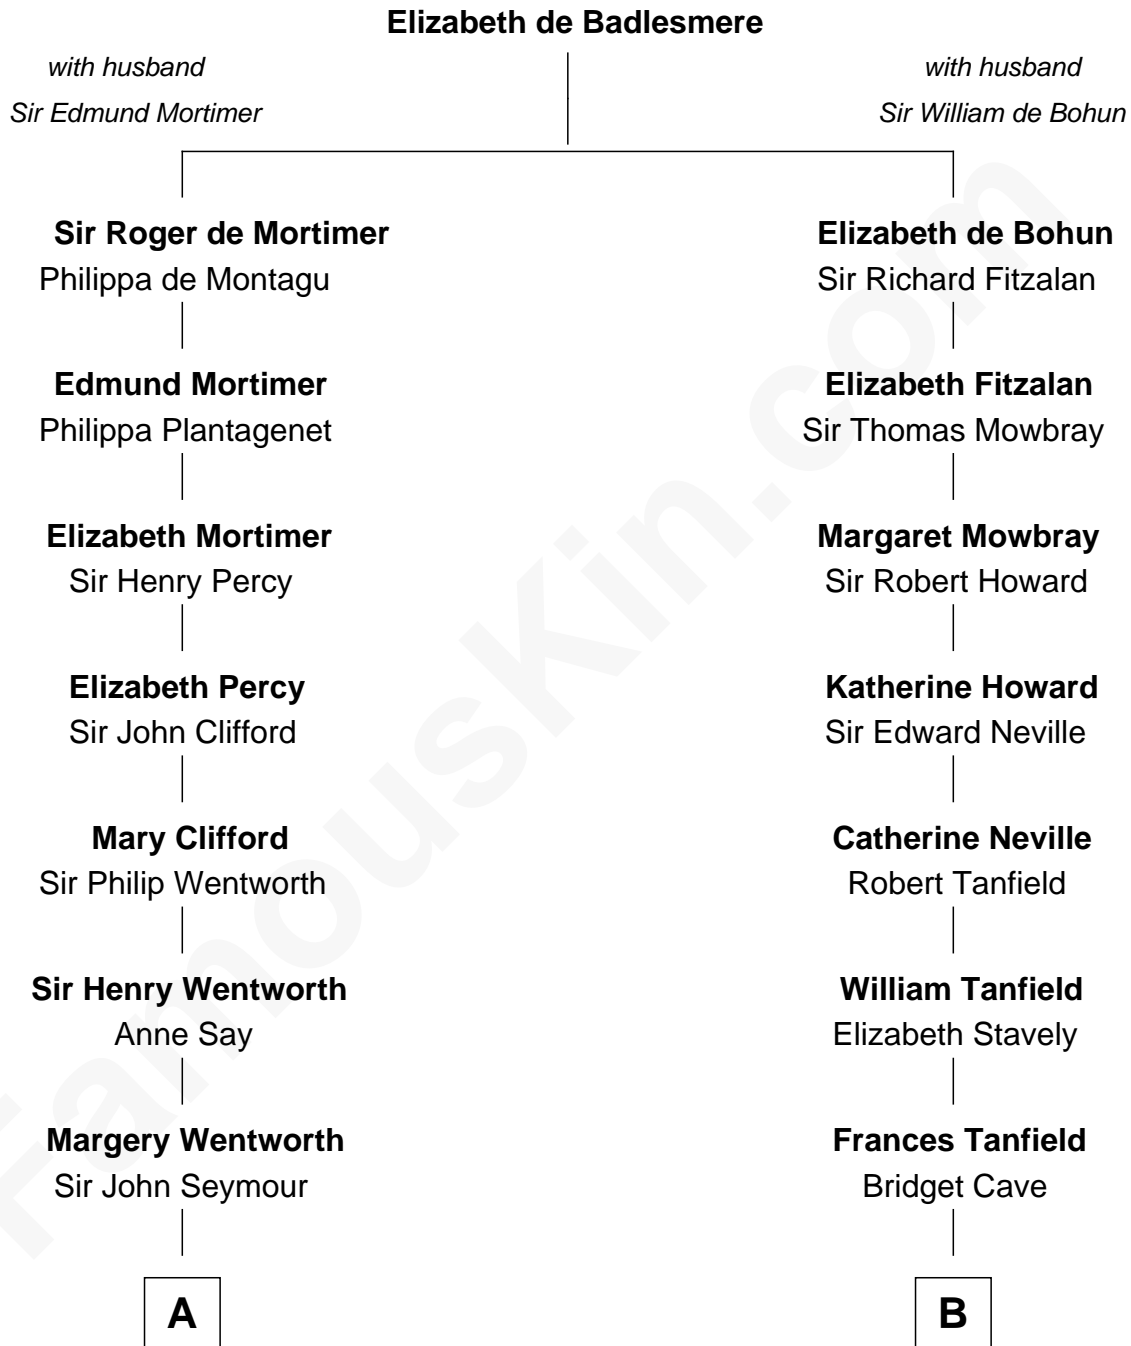 Elizabeth de Badlesmere
with husband
Sir Edmund Mortimer
with husband
Sir William de Bohun
Sir Roger de Mortimer
Philippa de Montagu
Edmund Mortimer
Philippa Plantagenet
Elizabeth Mortimer
Sir Henry Percy
Elizabeth Percy
Sir John Clifford
Mary Clifford
Sir Philip Wentworth
Sir Henry Wentworth
Anne Say
Margery Wentworth
Sir John Seymour
A
Elizabeth de Bohun
Sir Richard Fitzalan
Elizabeth Fitzalan
Sir Thomas Mowbray
Margaret Mowbray
Sir Robert Howard
Katherine Howard
Sir Edward Neville
Catherine Neville
Robert Tanfield
William Tanfield
Elizabeth Stavely
Frances Tanfield
Bridget Cave
B
FamousKin.com